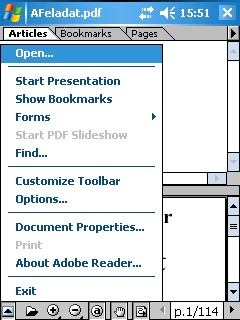 AFeladat.pdf 15:51
Articles Bookmarks Pages
Open...
Start Presentation
Show Bookmarks
Forms
Start PDF Slideshow
Find...
Customize Toolbar
Options...
Document Properties...
Print
About Adobe Reader...
Exit
p.1/114